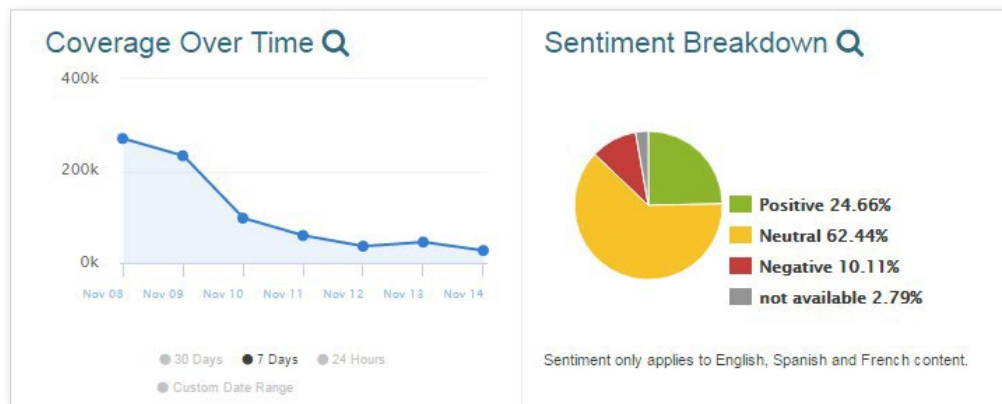 Coverage Over Time
400k
200k
0k
Nov 08 Nov 09 Nov 10 Nov 11 Nov 12 Nov 13 Nov 14
30 Days 7 Days 24 Hours
Custom Date Range
Sentiment Breakdown
Positive 24.66%
Neutral 62.44%
Negative 10.11%
not available 2.79%
Sentiment only applies to English, Spanish and French content.